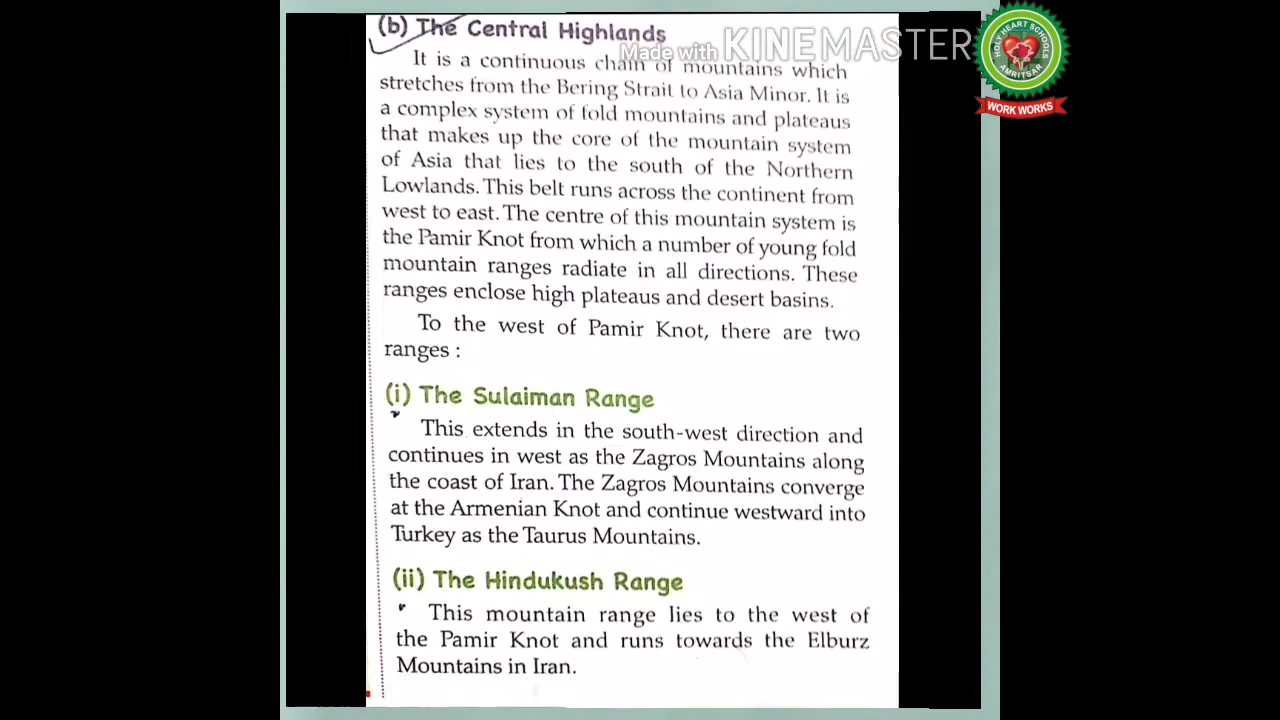 (b) The Central Highlands
Made with KINEMASTER
HOLY HEART SCHOOLS
AMRITSAR
WORK WORKS
It is a continuous chain of mountains which
stretches from the Bering Strait to Asia Minor. It is
a complex system of fold mountains and plateaus
that makes up the core of the mountain system
of Asia that lies to the south of the Northern
Lowlands. This belt runs across the continent from
west to east. The centre of this mountain system is
the Pamir Knot from which a number of young fold
mountain ranges radiate in all directions. These
ranges enclose high plateaus and desert basins.
To the west of Pamir Knot, there are two
ranges :
(i) The Sulaiman Range
This extends in the south-west direction and
continues in west as the Zagros Mountains along
the coast of Iran. The Zagros Mountains converge
at the Armenian Knot and continue westward into
Turkey as the Taurus Mountains.
(ii) The Hindukush Range
This mountain range lies to the west of
the Pamir Knot and runs towards the Elburz
Mountains in Iran.